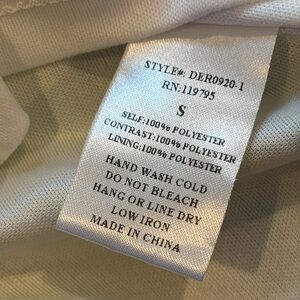 STYLE#: DER0920-1
RN:119795
S
SELF:100% POLYESTER
CONTRAST:100% POLYESTER
LINING:100% POLYESTER
HAND WASH COLD
DO NOT BLEACH
HANG OR LINE DRY
LOW IRON
MADE IN CHINA